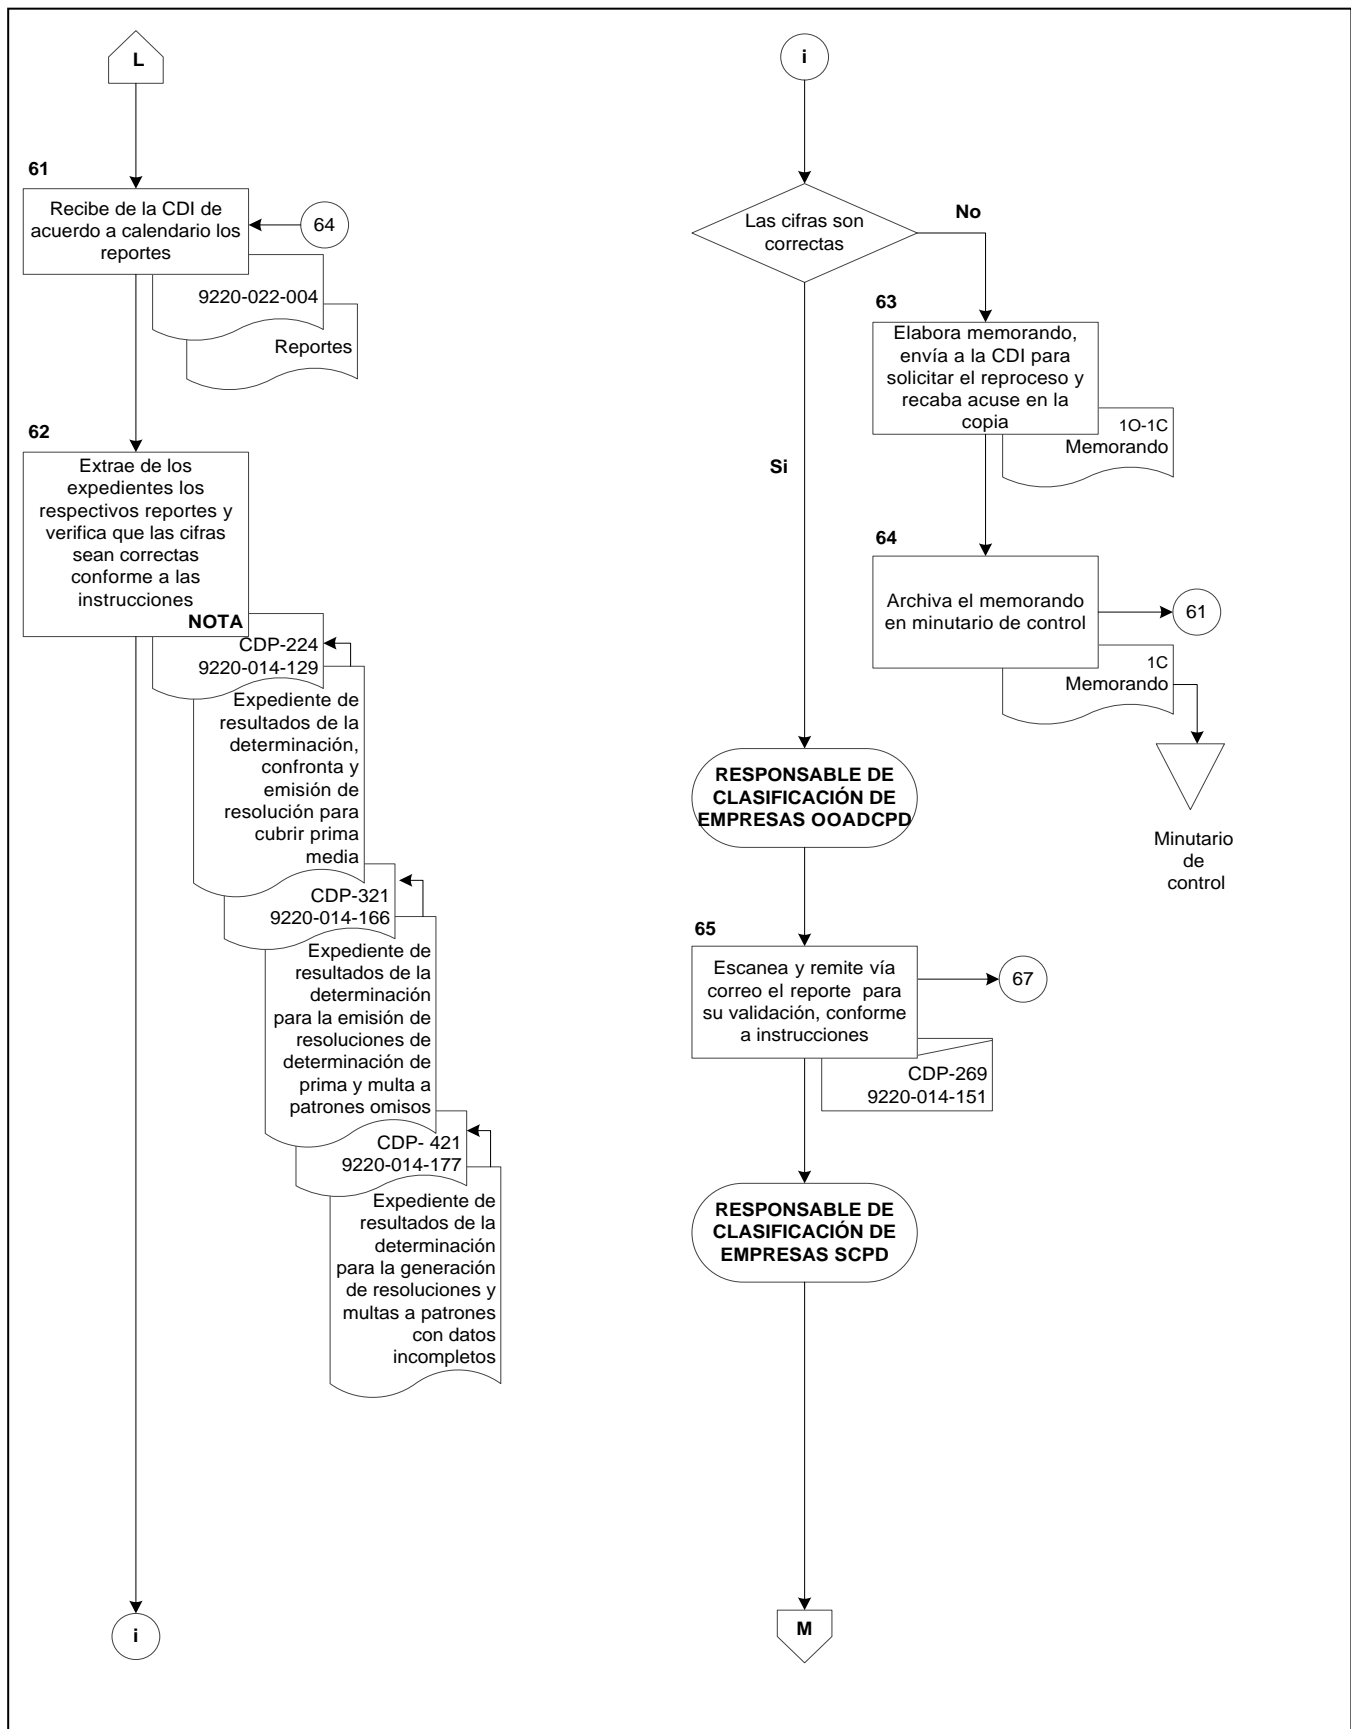 L
61
Recibe de la CDI de
acuerdo a calendario los
reportes
64
9220-022-004
Reportes
62
Extrae de los
expedientes los
respectivos reportes y
verifica que las cifras
sean correctas
conforme a las
instrucciones
NOTA
CDP-224
9220-014-129
Expediente de
resultados de la
determinación,
confronta y
emisión de
resolución para
cubrir prima
media
CDP-321
9220-014-166
Expediente de
resultados de la
determinación
para la emisión de
resoluciones de
determinación de
prima y multa a
patrones omisos
CDP- 421
9220-014-177
Expediente de
resultados de la
determinación
para la generación
de resoluciones y
multas a patrones
con datos
incompletos
i
i
Las cifras son
correctas
No
Si
63
Elabora memorando,
envía a la CDI para
solicitar el reproceso y
recaba acuse en la
copia
1O-1C
Memorando
64
Archiva el memorando
en minutario de control
61
1C
Memorando
Minutario
de
control
RESPONSABLE DE
CLASIFICACIÓN DE
EMPRESAS OOADCPD
65
Escanea y remite vía
correo el reporte para
su validación, conforme
a instrucciones
67
CDP-269
9220-014-151
RESPONSABLE DE
CLASIFICACIÓN DE
EMPRESAS SCPD
M